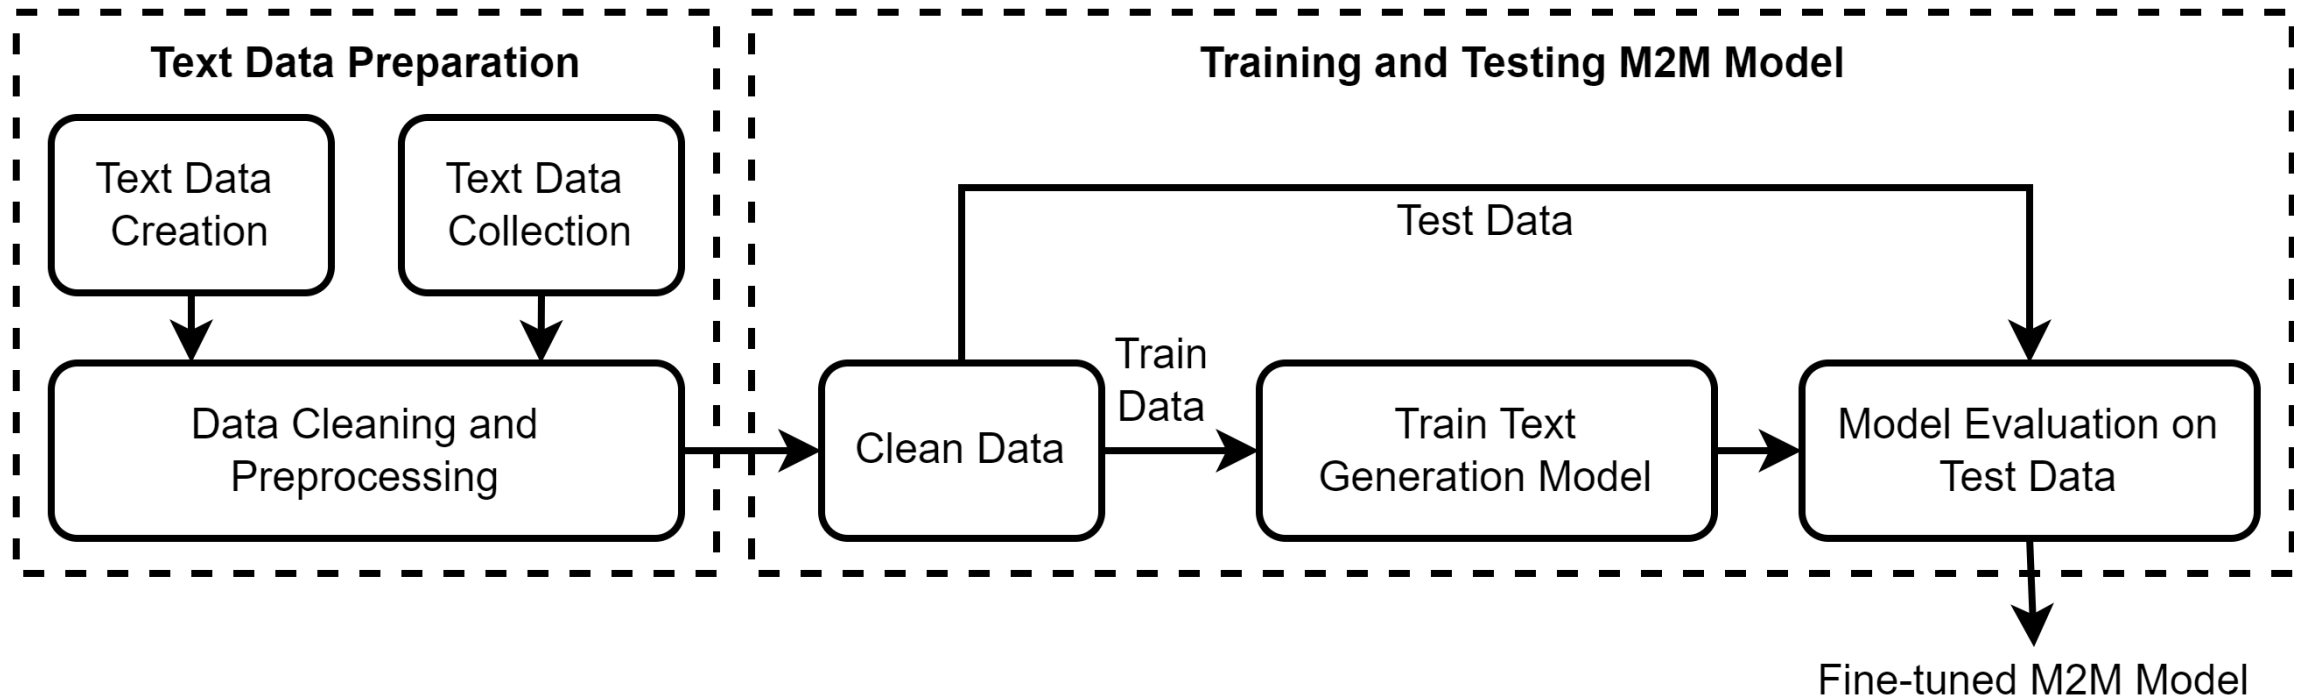 Text Data Preparation
Text Data
Creation
Text Data
Collection
Data Cleaning and
Preprocessing
Training and Testing M2M Model
Test Data
Clean Data
Train
Data
Train Text
Generation Model
Model Evaluation on
Test Data
Fine-tuned M2M Model